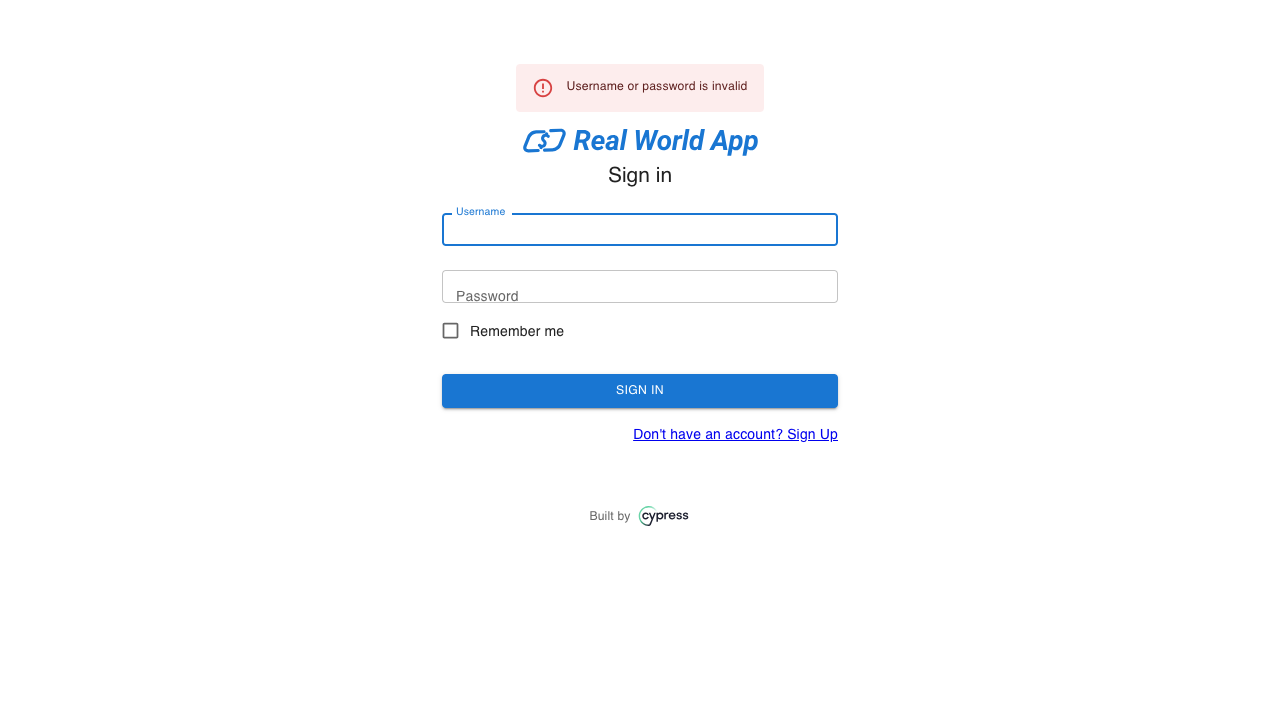 Username or password is invalid
Real World App
Sign in
Username
Password
Remember me
SIGN IN
Don't have an account? Sign Up
Built by cypress